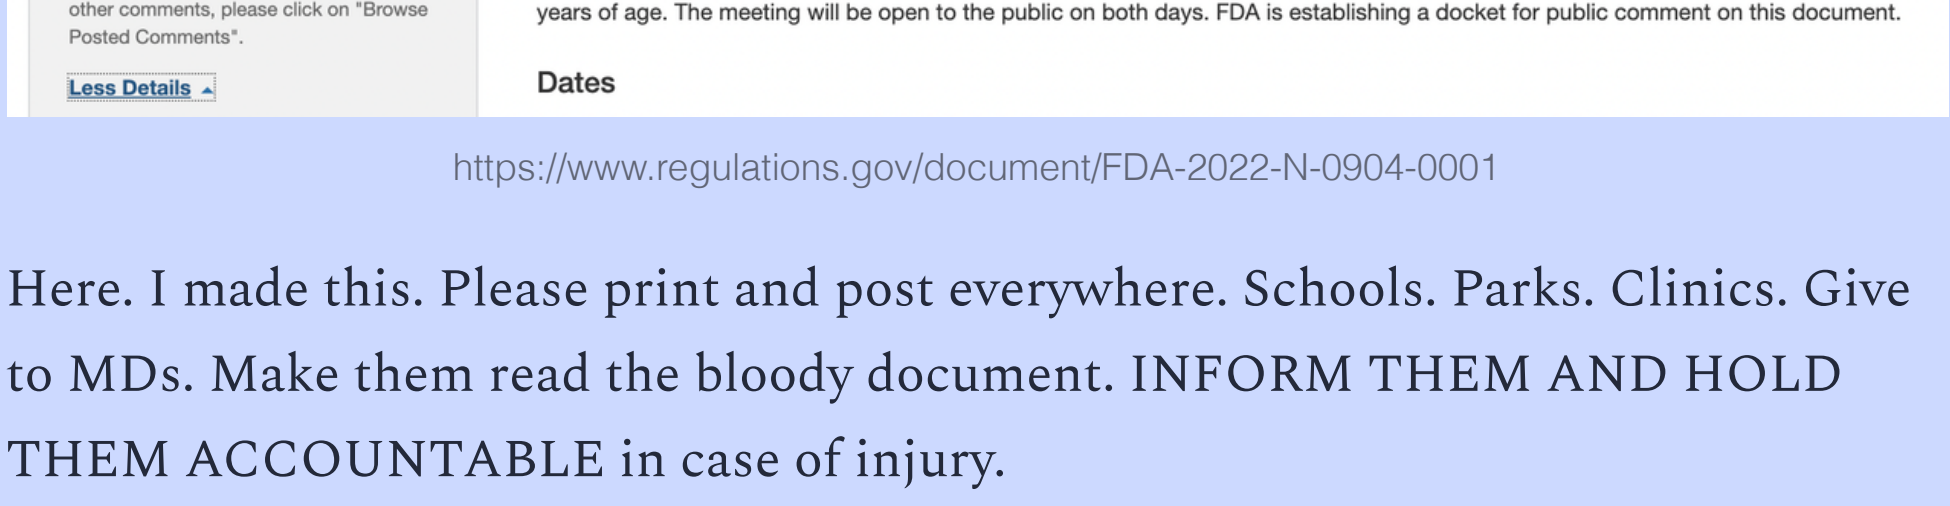 other comments, please click on "Browse
Posted Comments".
Less Details
years of age. The meeting will be open to the public on both days. FDA is establishing a docket for public comment on this document.
Dates
https://www.regulations.gov/document/FDA-2022-N-0904-0001
Here. I made this. Please print and post everywhere. Schools. Parks. Clinics. Give
to MDs. Make them read the bloody document. INFORM THEM AND HOLD
THEM ACCOUNTABLE in case of injury.